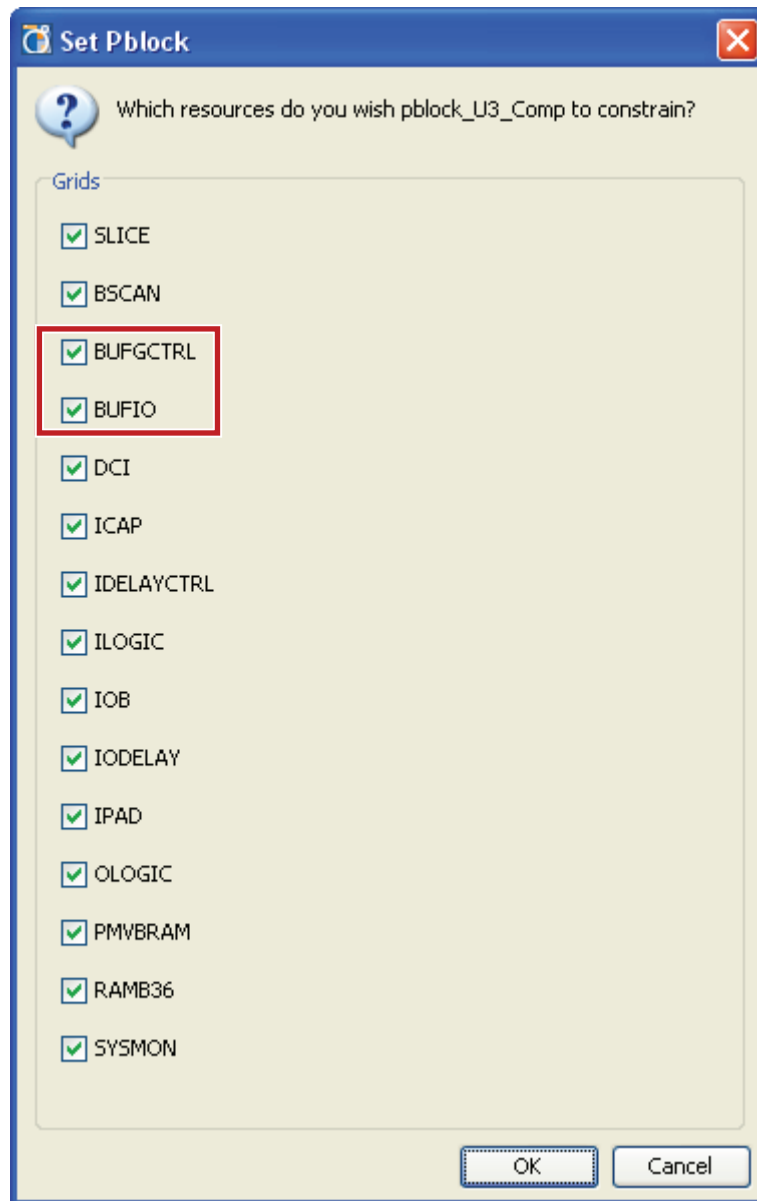 Set Pblock
Which resources do you wish pblock_U3_Comp to constrain?
Grids
SLICE
BSCAN
BUFGCTRL
BUFIO
DCI
ICAP
IDELAYCTRL
ILOGIC
IOB
IODELAY
IPAD
OLOGIC
PMVBRAM
RAMB36
SYSMON
OK Cancel